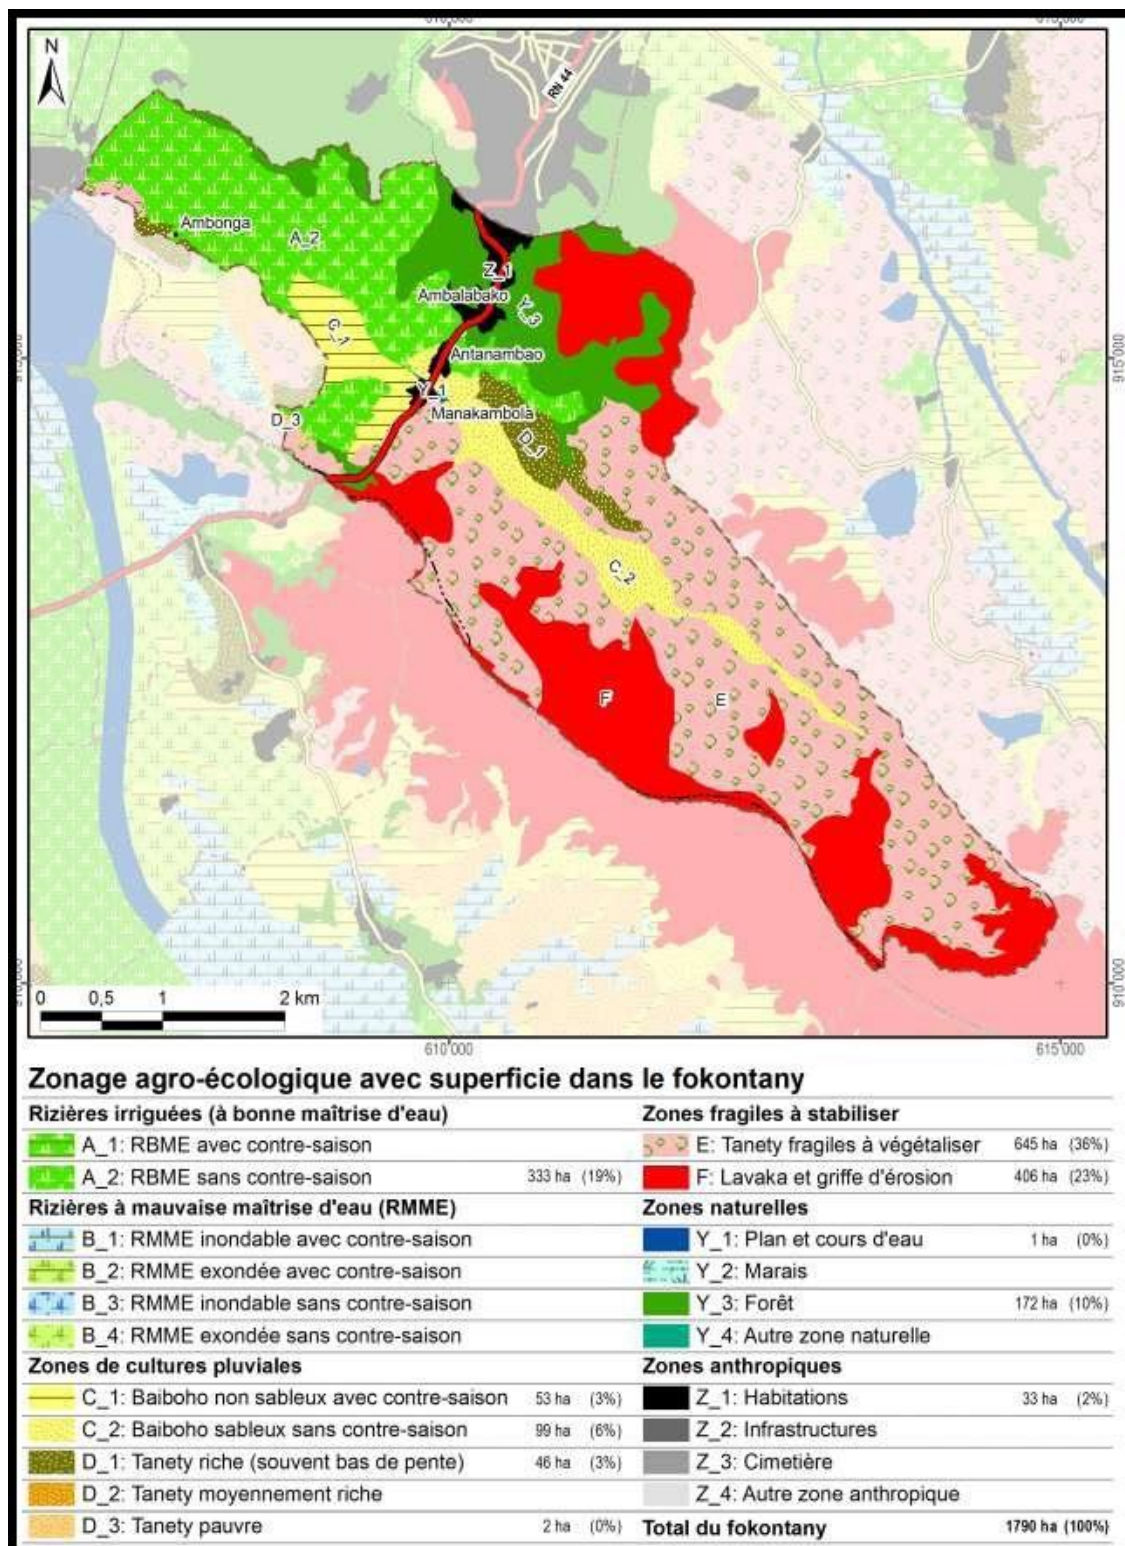 N
RN 44
Ambonga
A_2
Z_1
Ambalabako
Y_3
C_1
Antanambao
Y_1
Manakambola
D_3
D_1
C_2
F
E
915'000
910'000
0 0,5 1 2 km
610'000 615'000
Zonage agro-écologique avec superficie dans le fokontany
Rizières irriguées (à bonne maîtrise d'eau)
A_1: RBME avec contre-saison
A_2: RBME sans contre-saison 333 ha (19%)
Rizières à mauvaise maîtrise d'eau (RMME)
B_1: RMME inondable avec contre-saison
B_2: RMME exondée avec contre-saison
B_3: RMME inondable sans contre-saison
B_4: RMME exondée sans contre-saison
Zones de cultures pluviales
C_1: Baiboho non sableux avec contre-saison 53 ha (3%)
C_2: Baiboho sableux sans contre-saison 99 ha (6%)
D_1: Tanety riche (souvent bas de pente) 46 ha (3%)
D_2: Tanety moyennement riche
D_3: Tanety pauvre 2 ha (0%)
Zones fragiles à stabiliser
E: Tanety fragiles à végétaliser 645 ha (36%)
F: Lavaka et griffe d'érosion 406 ha (23%)
Zones naturelles
Y_1: Plan et cours d'eau 1 ha (0%)
Y_2: Marais
Y_3: Forêt 172 ha (10%)
Y_4: Autre zone naturelle
Zones anthropiques
Z_1: Habitations 33 ha (2%)
Z_2: Infrastructures
Z_3: Cimetière
Z_4: Autre zone anthropique
Total du fokontany 1790 ha (100%)